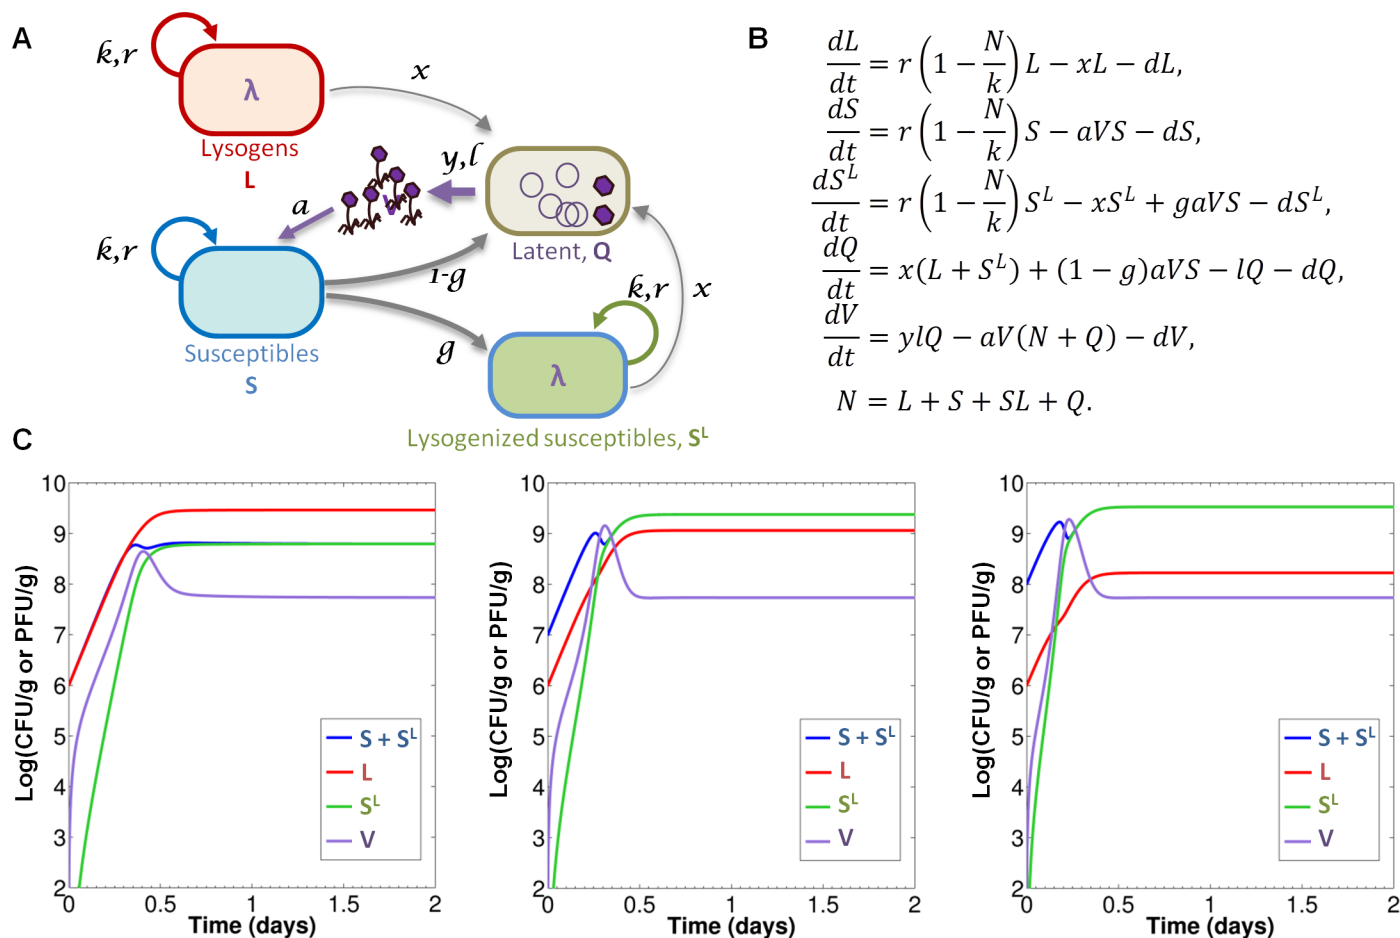 A
k,r
λ
x
Lysogens
L
y,l
V
a
k,r
Latent, Q
1-g
k,r
x
Susceptibles
S
g
λ
Lysogenized susceptibles, S^L
B
dL/dt = r(1 − N/k)L − xL − dL,
dS/dt = r(1 − N/k)S − aVS − dS,
dS^L/dt = r(1 − N/k)S^L − xS^L + gaVS − dS^L,
dQ/dt = x(L + S^L) + (1 − g)aVS − lQ − dQ,
dV/dt = ylQ − aV(N + Q) − dV,
N = L + S + SL + Q.
C
Log(CFU/g or PFU/g)
10
9
8
7
6
5
4
3
2
0 0.5 1 1.5 2
Time (days)
S + S^L
L
S^L
V
Log(CFU/g or PFU/g)
10
9
8
7
6
5
4
3
2
0 0.5 1 1.5 2
Time (days)
S + S^L
L
S^L
V
Log(CFU/g or PFU/g)
10
9
8
7
6
5
4
3
2
0 0.5 1 1.5 2
Time (days)
S + S^L
L
S^L
V